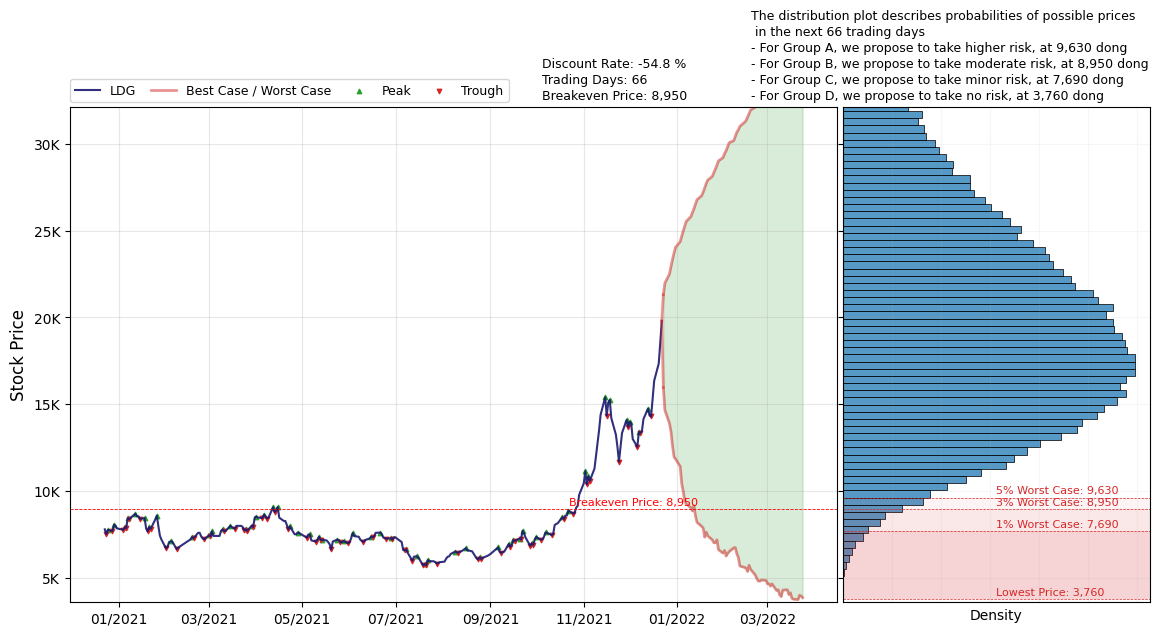 The distribution plot describes probabilities of possible prices
in the next 66 trading days
- For Group A, we propose to take higher risk, at 9,630 dong
- For Group B, we propose to take moderate risk, at 8,950 dong
- For Group C, we propose to take minor risk, at 7,690 dong
- For Group D, we propose to take no risk, at 3,760 dong
Discount Rate: -54.8 %
Trading Days: 66
Breakeven Price: 8,950
LDG
Best Case / Worst Case
Peak
Trough
Stock Price
30K
25K
20K
15K
10K
5K
Breakeven Price: 8,950
5% Worst Case: 9,630
3% Worst Case: 8,950
1% Worst Case: 7,690
Lowest Price: 3,760
01/2021
03/2021
05/2021
07/2021
09/2021
11/2021
01/2022
03/2022
Density